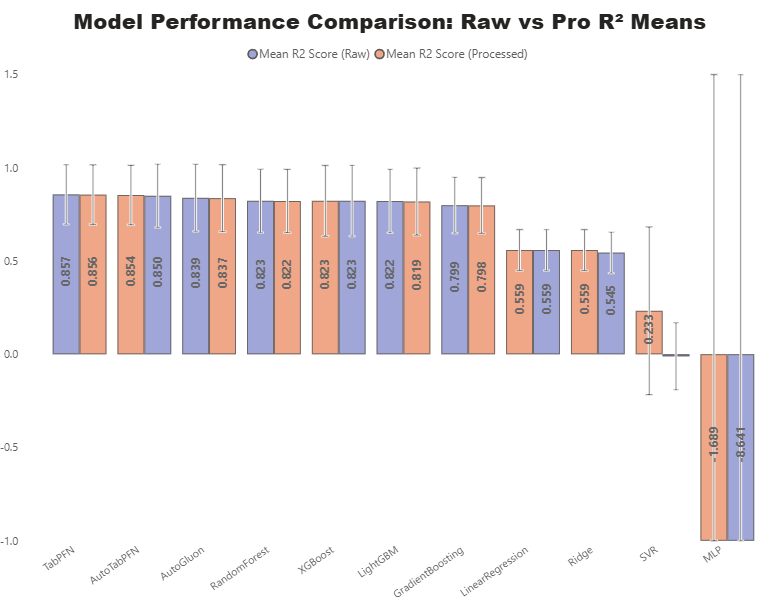 Model Performance Comparison: Raw vs Pro R² Means
Mean R2 Score (Raw) Mean R2 Score (Processed)
1.5
1.0
0.5
0.0
-0.5
-1.0
0.857
0.856
0.854
0.850
0.839
0.837
0.823
0.822
0.823
0.823
0.822
0.819
0.799
0.798
0.559
0.559
0.559
0.545
0.233
-1.689
-8.641
TabPFN
AutoTabPFN
AutoGluon
RandomForest
XGBoost
LightGBM
GradientBoosting
LinearRegression
Ridge
SVR
MLP